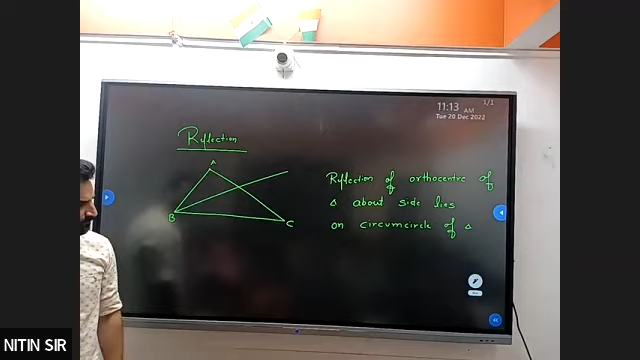 11:13 AM
1/1
Tue 20 Dec 2022
Reflection
A
B
C
Reflection of orthocentre of
Δ about side lies
on circumcircle of Δ
NITIN SIR